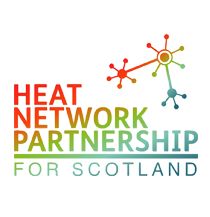 HEAT
NETWORK
PARTNERSHIP
FOR SCOTLAND